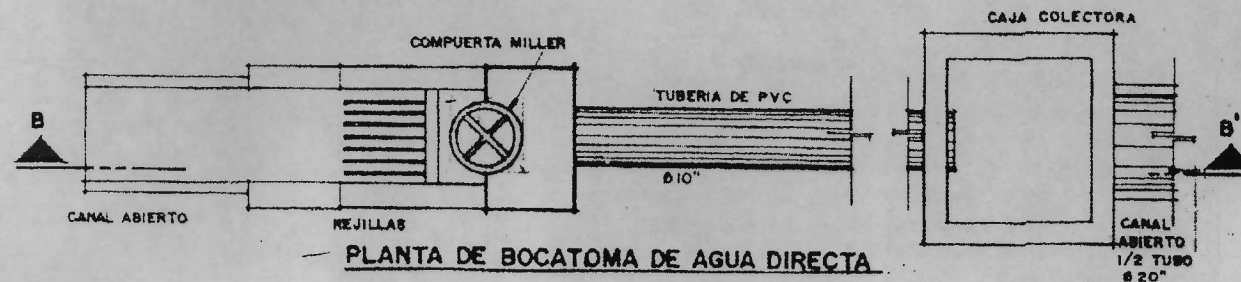 CAJA COLECTORA
COMPUERTA MILLER
TUBERIA DE PVC
B
B'
Ø10"
CANAL ABIERTO
REJILLAS
CANAL
ABIERTO
1/2 TUBO
Ø20"
PLANTA DE BOCATOMA DE AGUA DIRECTA